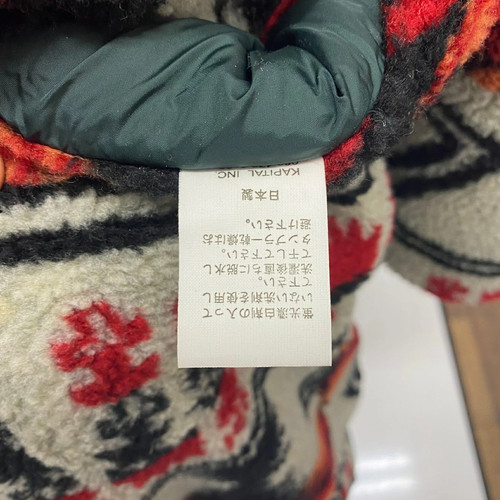 蛍光漂白剤の入って
いない洗剤を使用し
て下さい。
洗濯後直ちに脱水し
て干して下さい。
タンブラー乾燥はお
避け下さい。
日本製
KAPITAL INC